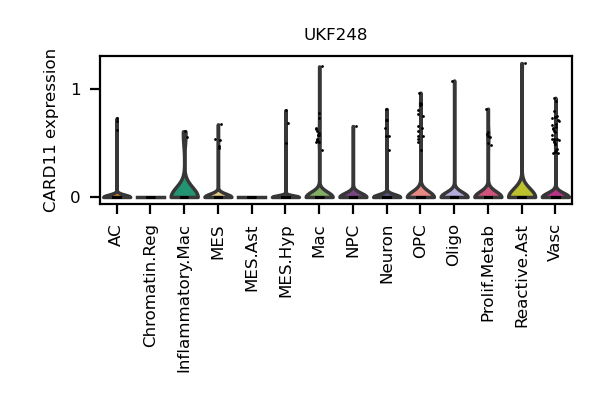 UKF248
CARD11 expression
1
0
AC
Chromatin.Reg
Inflammatory.Mac
MES
MES.Ast
MES.Hyp
Mac
NPC
Neuron
OPC
Oligo
Prolif.Metab
Reactive.Ast
Vasc